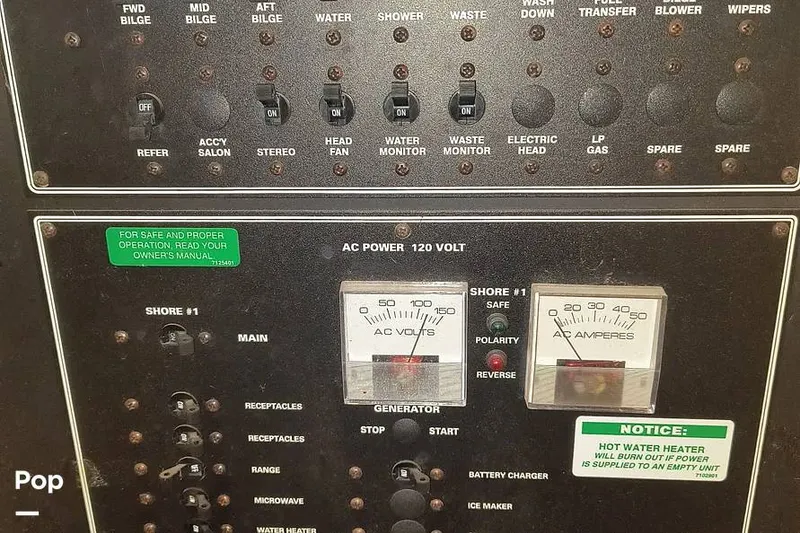 FWD BILGE
MID BILGE
AFT BILGE
WATER
SHOWER
WASTE
WASH DOWN
FUEL TRANSFER
BILGE BLOWER
WIPERS
OFF
ON
ON
ON
ON
REFER
ACC'Y SALON
STEREO
HEAD FAN
WATER MONITOR
WASTE MONITOR
ELECTRIC HEAD
LP GAS
SPARE
SPARE
FOR SAFE AND PROPER
OPERATION, READ YOUR
OWNER'S MANUAL
7125401
AC POWER 120 VOLT
SHORE #1
MAIN
0 50 100 150
AC VOLTS
SHORE #1
SAFE
POLARITY
REVERSE
0 20 30 40 50
AC AMPERES
GENERATOR
STOP START
RECEPTACLES
RECEPTACLES
RANGE
MICROWAVE
WATER HEATER
BATTERY CHARGER
ICE MAKER
NOTICE:
HOT WATER HEATER
WILL BURN OUT IF POWER
IS SUPPLIED TO AN EMPTY UNIT
7102901
Pop